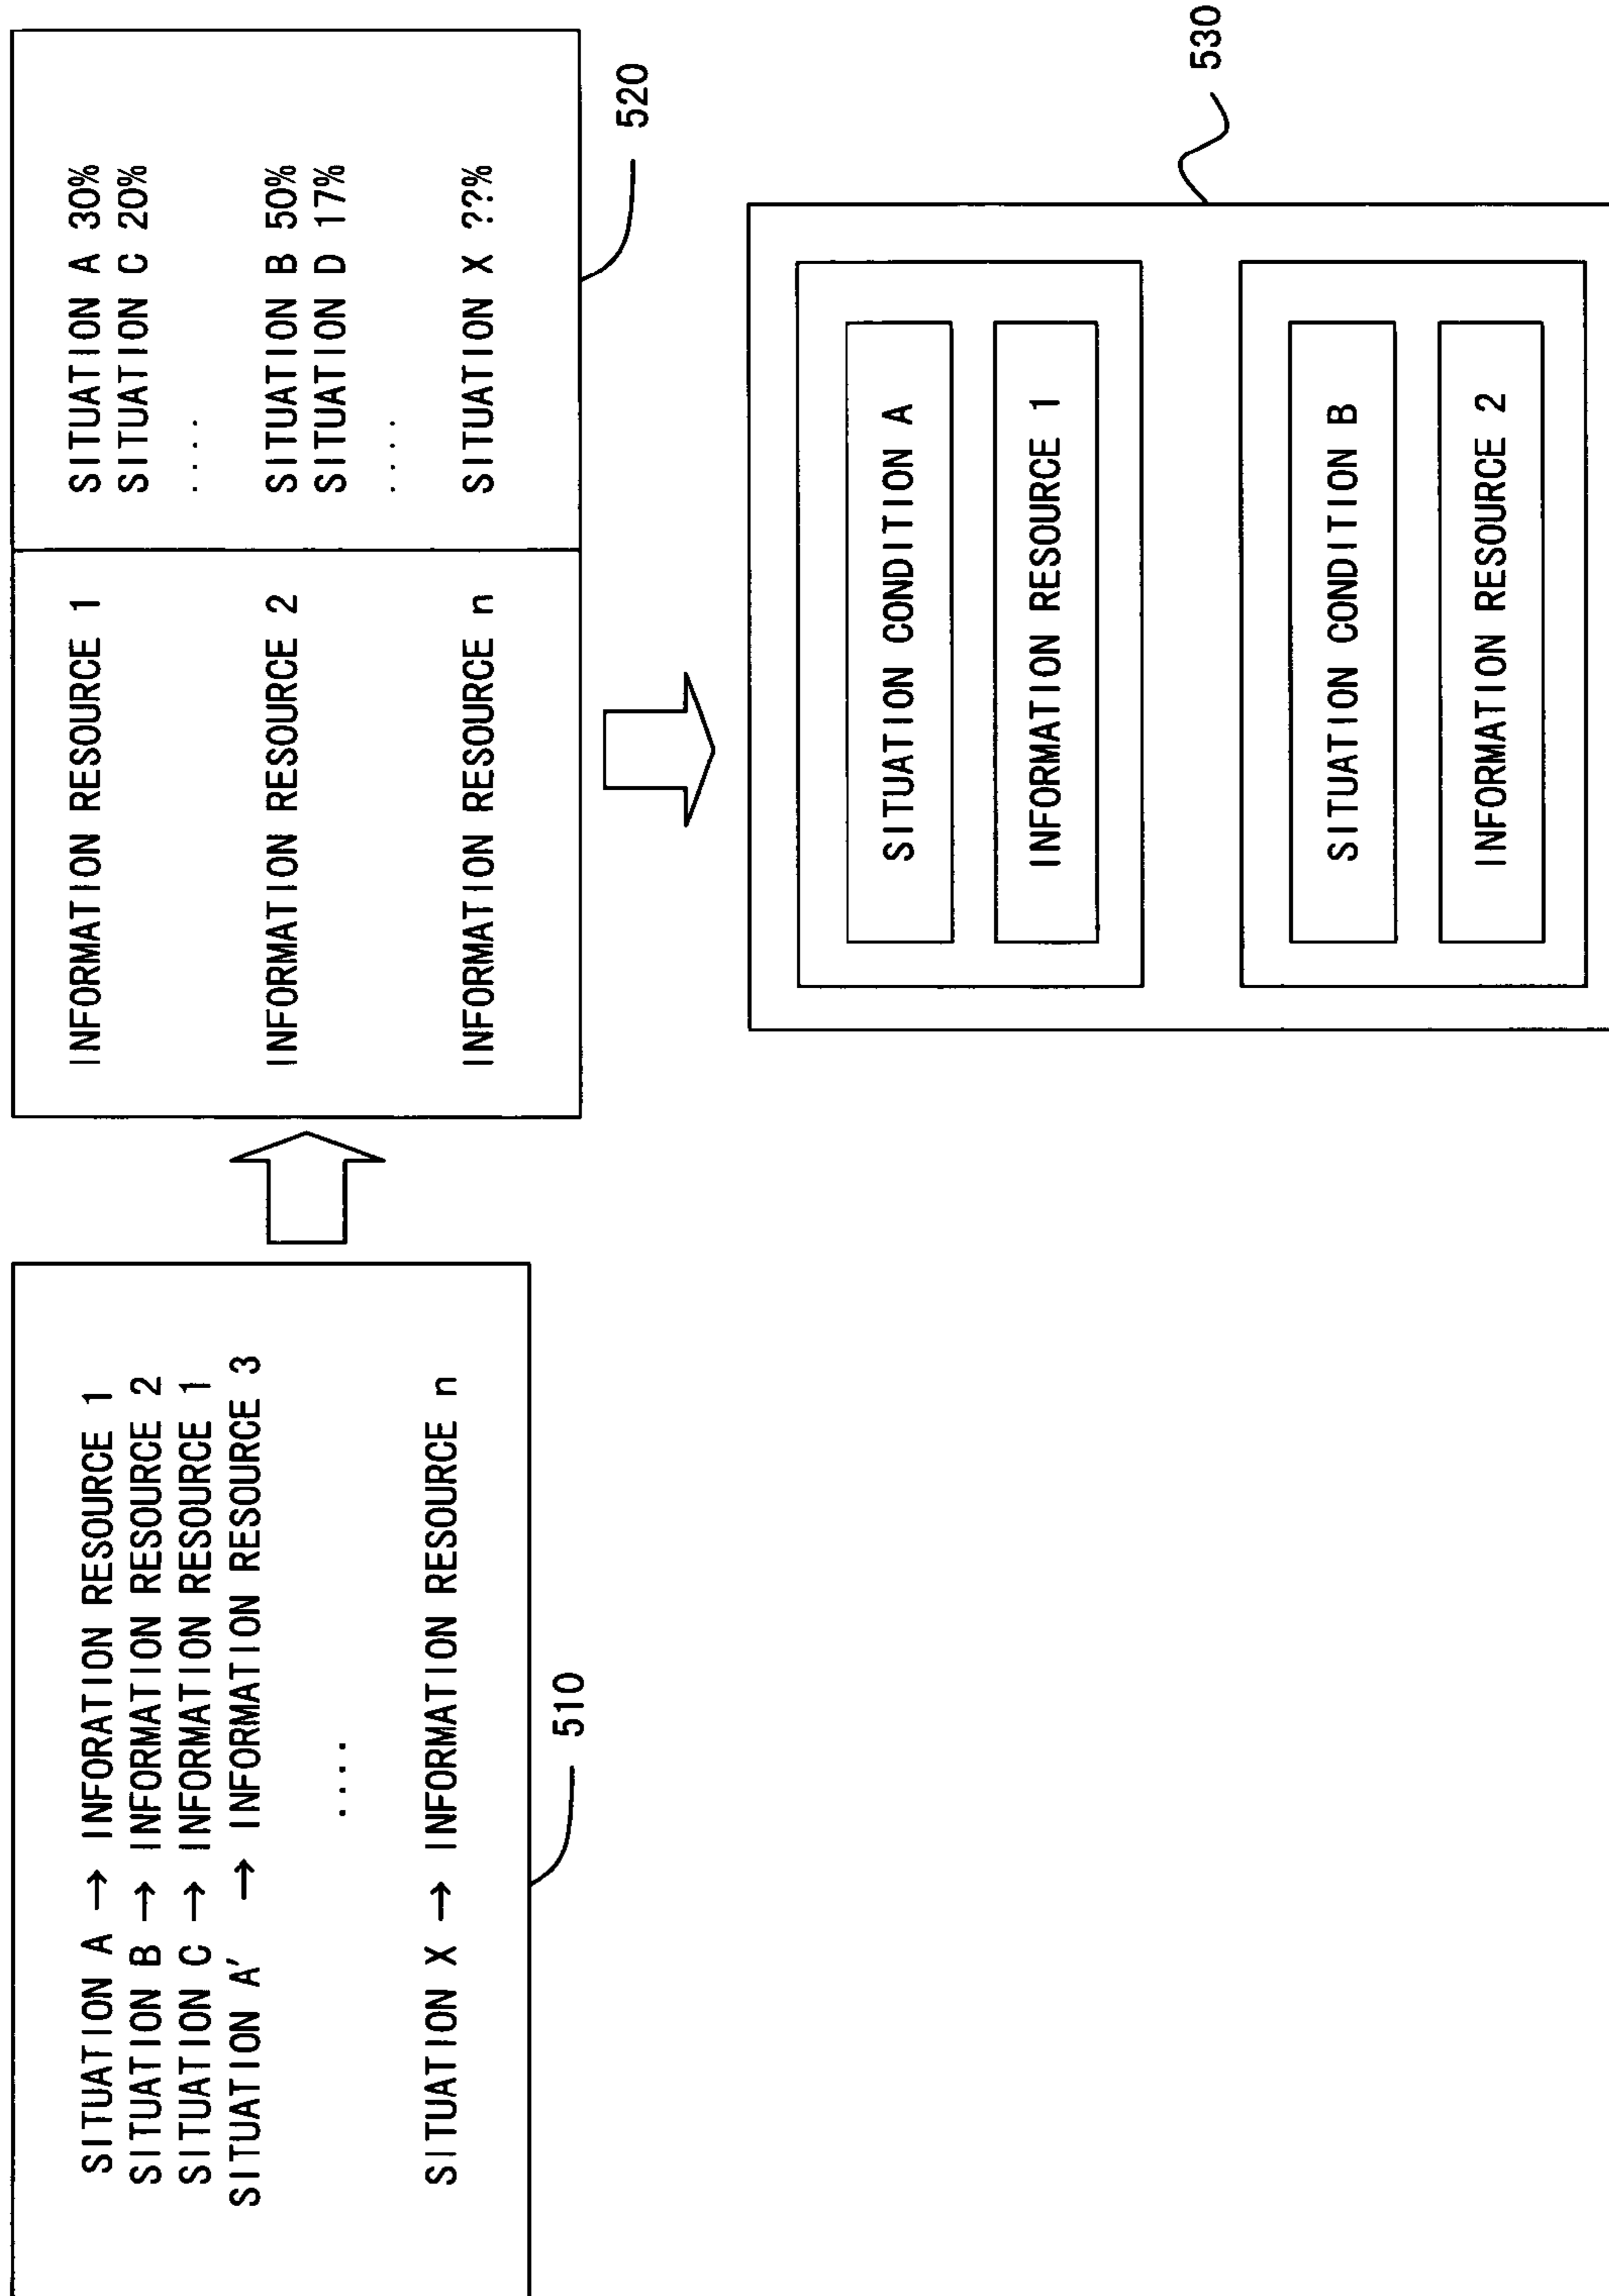 SITUATION A → INFORATION RESOURCE 1
SITUATION B → INFORMATION RESOURCE 2
SITUATION C → INFORMATION RESOURCE 1
SITUATION A′ → INFORMATION RESOURCE 3
....
SITUATION X → INFORMATION RESOURCE n
510
INFORMATION RESOURCE 1
SITUATION A 30%
SITUATION C 20%
....
INFORMATION RESOURCE 2
SITUATION B 50%
SITUATION D 17%
....
INFORMATION RESOURCE n
SITUATION X ??%
520
SITUATION CONDITION A
INFORMATION RESOURCE 1
SITUATION CONDITION B
INFORMATION RESOURCE 2
530